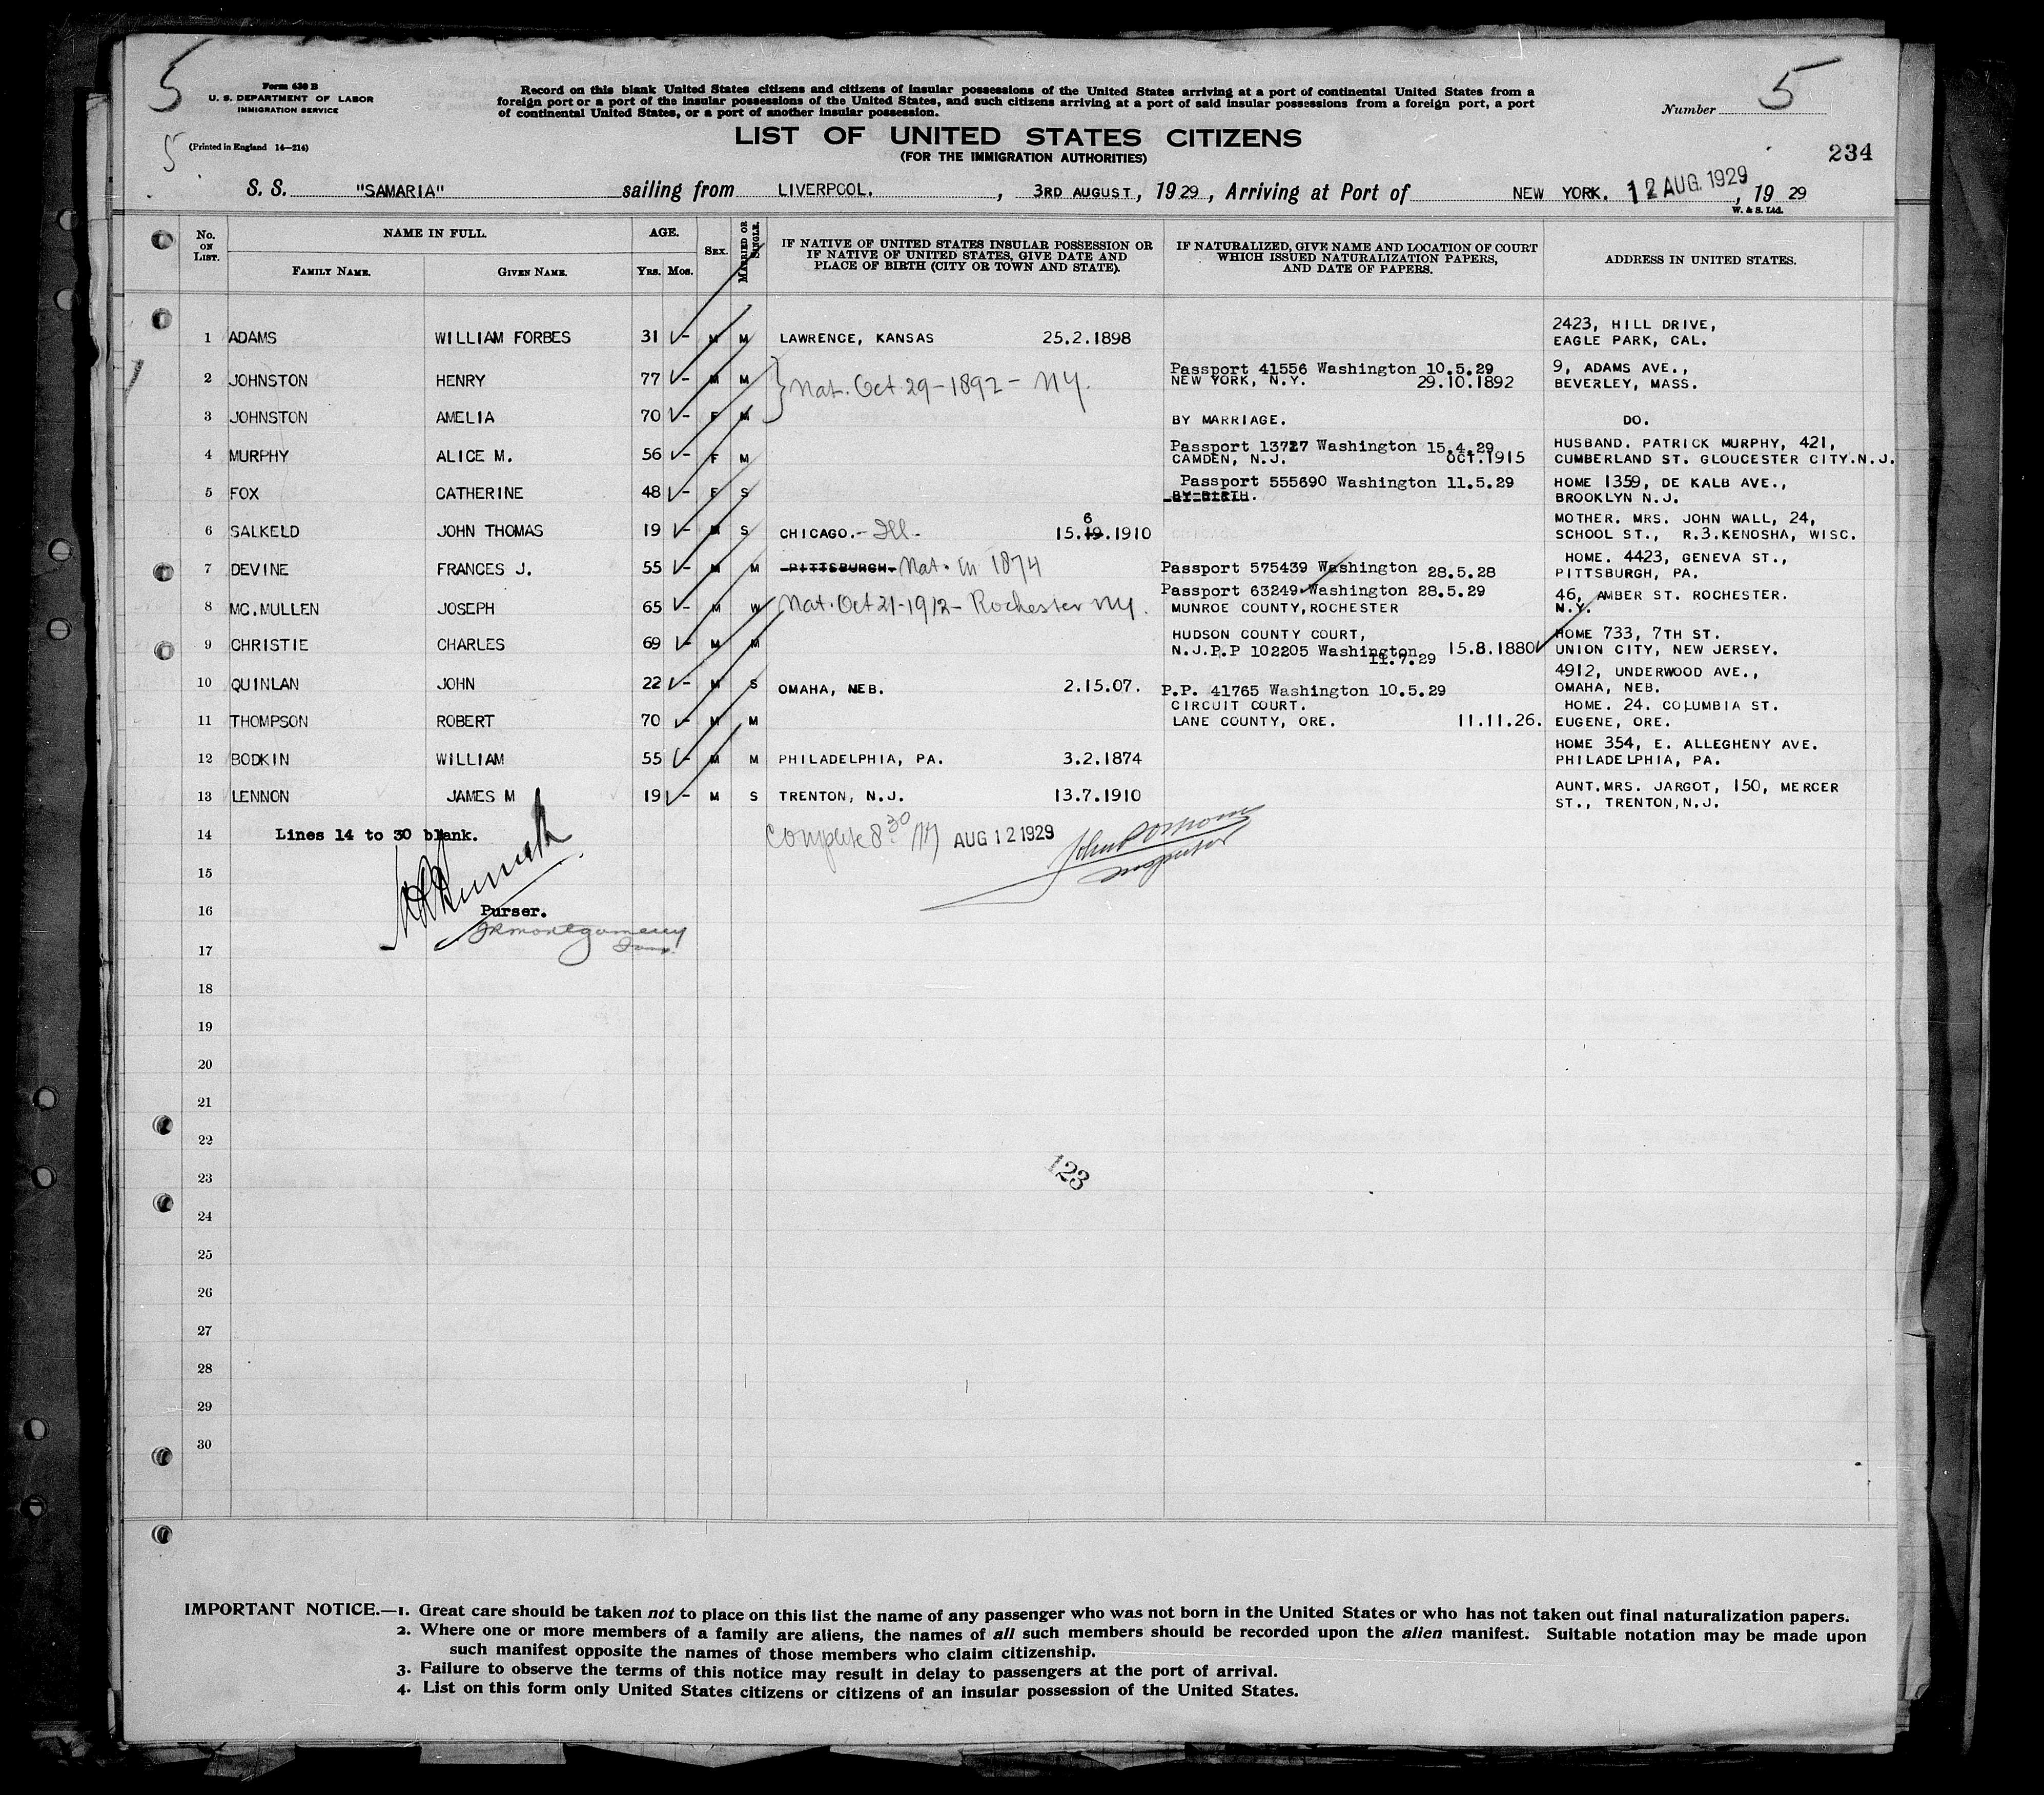 5
5
Form 630 B
U. S. DEPARTMENT OF LABOR
IMMIGRATION SERVICE
5
(Printed in England 14—214)
Record on this blank United States citizens and citizens of insular possessions of the United States arriving at a port of continental United States from a
foreign port or a port of the insular possessions of the United States, and such citizens arriving at a port of said insular possessions from a foreign port, a port
of continental United States, or a port of another insular possession.
Number
LIST OF UNITED STATES CITIZENS
(FOR THE IMMIGRATION AUTHORITIES)
234
S. S. "SAMARIA" sailing from LIVERPOOL. , 3RD AUGUST, 1929, Arriving at Port of NEW YORK. 12 AUG. 1929, 19 29
W. & S. Ltd.
No. ON LIST.
NAME IN FULL.
FAMILY NAME.
GIVEN NAME.
AGE.
YRS.
MOS.
SEX.
MARRIED OR SINGLE.
IF NATIVE OF UNITED STATES INSULAR POSSESSION OR
IF NATIVE OF UNITED STATES, GIVE DATE AND
PLACE OF BIRTH (CITY OR TOWN AND STATE).
IF NATURALIZED, GIVE NAME AND LOCATION OF COURT
WHICH ISSUED NATURALIZATION PAPERS,
AND DATE OF PAPERS.
ADDRESS IN UNITED STATES.
2423, HILL DRIVE,
1 ADAMS WILLIAM FORBES 31 - M M LAWRENCE, KANSAS 25.2.1898 EAGLE PARK, CAL.
Passport 41556 Washington 10.5.29 9, ADAMS AVE.,
2 JOHNSTON HENRY 77 - M M } Nat. Oct 29-1892 - NY. NEW YORK, N.Y. 29.10.1892 BEVERLEY, MASS.
3 JOHNSTON AMELIA 70 - F M BY MARRIAGE. DO.
Passport 13727 Washington 15.4.29 HUSBAND. PATRICK MURPHY, 421,
4 MURPHY ALICE M. 56 - F M CAMDEN, N.J. OCT.1915 CUMBERLAND ST. GLOUCESTER CITY.N.J.
Passport 555690 Washington 11.5.29 HOME 1359, DE KALB AVE.,
5 FOX CATHERINE 48 - F S BY BIRTH. BROOKLYN N.J.
6 MOTHER. MRS. JOHN WALL, 24,
6 SALKELD JOHN THOMAS 19 - M S CHICAGO.- Ill. 15.19.1910 SCHOOL ST., R.3.KENOSHA, WISC.
HOME. 4423, GENEVA ST.,
7 DEVINE FRANCES J. 55 - M M PITTSBURGH. Nat. in 1874 Passport 575439 Washington 28.5.28 PITTSBURGH, PA.
Passport 63249 Washington 28.5.29 46, AMBER ST. ROCHESTER.
8 MC.MULLEN JOSEPH 65 - M W Nat. Oct 21-1912- Rochester NY. MUNROE COUNTY,ROCHESTER N.Y.
HUDSON COUNTY COURT, HOME 733, 7TH ST.
9 CHRISTIE CHARLES 69 - M M N.J.P.P 102205 Washington 15.8.1880 UNION CITY, NEW JERSEY.
11.7.29
4912, UNDERWOOD AVE.,
10 QUINLAN JOHN 22 - M S OMAHA, NEB. 2.15.07. P.P. 41765 Washington 10.5.29 OMAHA, NEB.
CIRCUIT COURT. HOME. 24. COLUMBIA ST.
11 THOMPSON ROBERT 70 - M M LANE COUNTY, ORE. 11.11.26. EUGENE, ORE.
HOME 354, E. ALLEGHENY AVE.
12 BODKIN WILLIAM 55 - M M PHILADELPHIA, PA. 3.2.1874 PHILADELPHIA, PA.
AUNT.MRS. JARGOT, 150, MERCER
13 LENNON JAMES M 19 - M S TRENTON, N.J. 13.7.1910 ST., TRENTON,N.J.
14 Lines 14 to 30 blank. Complete 8:30 AUG 12 1929
Inspector
15
16 Purser.
JR Montgomery
17
18
19
20
21
22
123
23
24
25
26
27
28
29
30
IMPORTANT NOTICE.—1. Great care should be taken not to place on this list the name of any passenger who was not born in the United States or who has not taken out final naturalization papers.
2. Where one or more members of a family are aliens, the names of all such members should be recorded upon the alien manifest. Suitable notation may be made upon
such manifest opposite the names of those members who claim citizenship.
3. Failure to observe the terms of this notice may result in delay to passengers at the port of arrival.
4. List on this form only United States citizens or citizens of an insular possession of the United States.